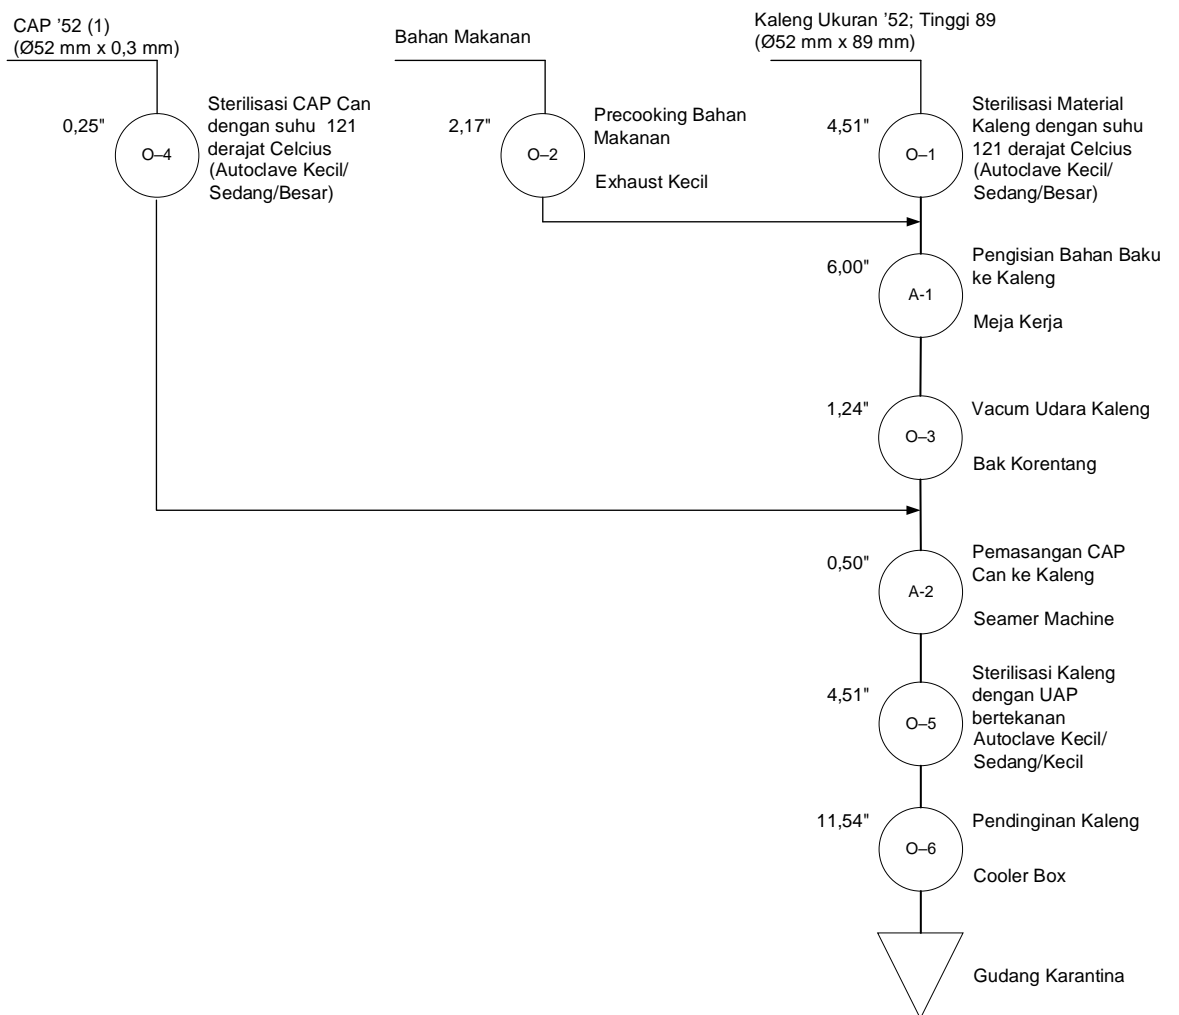 CAP '52 (1)
(Ø52 mm x 0,3 mm)
Bahan Makanan
Kaleng Ukuran '52; Tinggi 89
(Ø52 mm x 89 mm)
0,25"
O–4
Sterilisasi CAP Can
dengan suhu 121
derajat Celcius
(Autoclave Kecil/
Sedang/Besar)
2,17"
O–2
Precooking Bahan
Makanan
Exhaust Kecil
4,51"
O–1
Sterilisasi Material
Kaleng dengan suhu
121 derajat Celcius
(Autoclave Kecil/
Sedang/Besar)
6,00"
A-1
Pengisian Bahan Baku
ke Kaleng
Meja Kerja
1,24"
O–3
Vacum Udara Kaleng
Bak Korentang
0,50"
A-2
Pemasangan CAP
Can ke Kaleng
Seamer Machine
4,51"
O–5
Sterilisasi Kaleng
dengan UAP
bertekanan
Autoclave Kecil/
Sedang/Kecil
11,54"
O–6
Pendinginan Kaleng
Cooler Box
Gudang Karantina